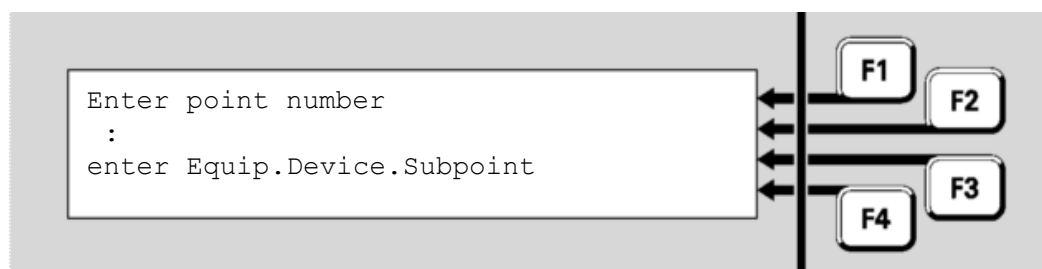 Enter point number
:
enter Equip.Device.Subpoint
F1
F2
F3
F4